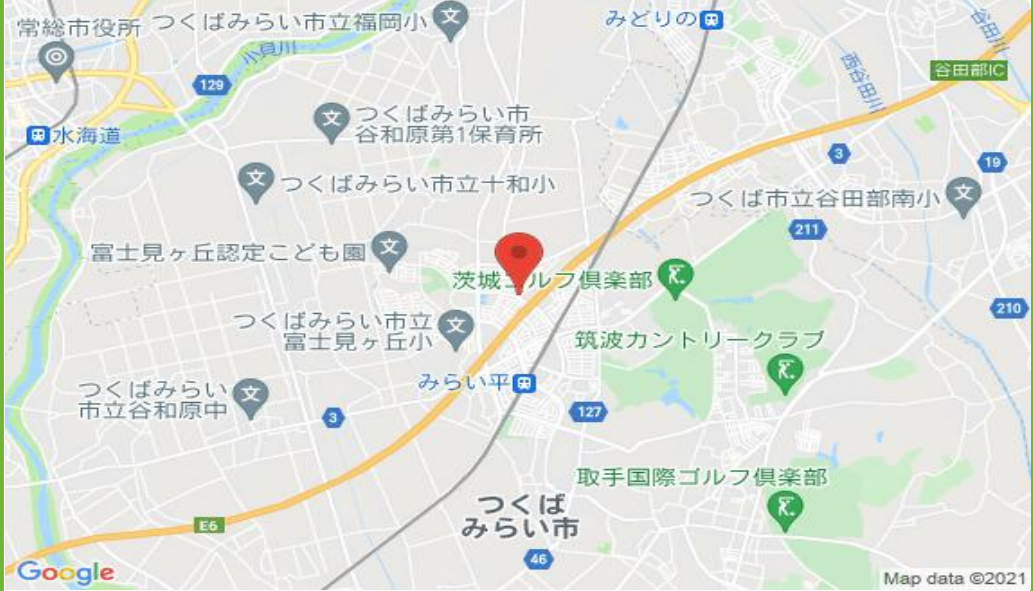 常総市役所
つくばみらい市立福岡小
みどりの
小貝川
谷田川
西谷田川
谷田部IC
129
つくばみらい市
谷和原第1保育所
水海道
3
19
つくばみらい市立十和小
つくば市立谷田部南小
211
富士見ヶ丘認定こども園
茨城ゴルフ倶楽部
210
つくばみらい市立
富士見ヶ丘小
筑波カントリークラブ
みらい平
つくばみらい
市立谷和原中
3
127
取手国際ゴルフ倶楽部
つくば
みらい市
E6
46
Google
Map data ©2021